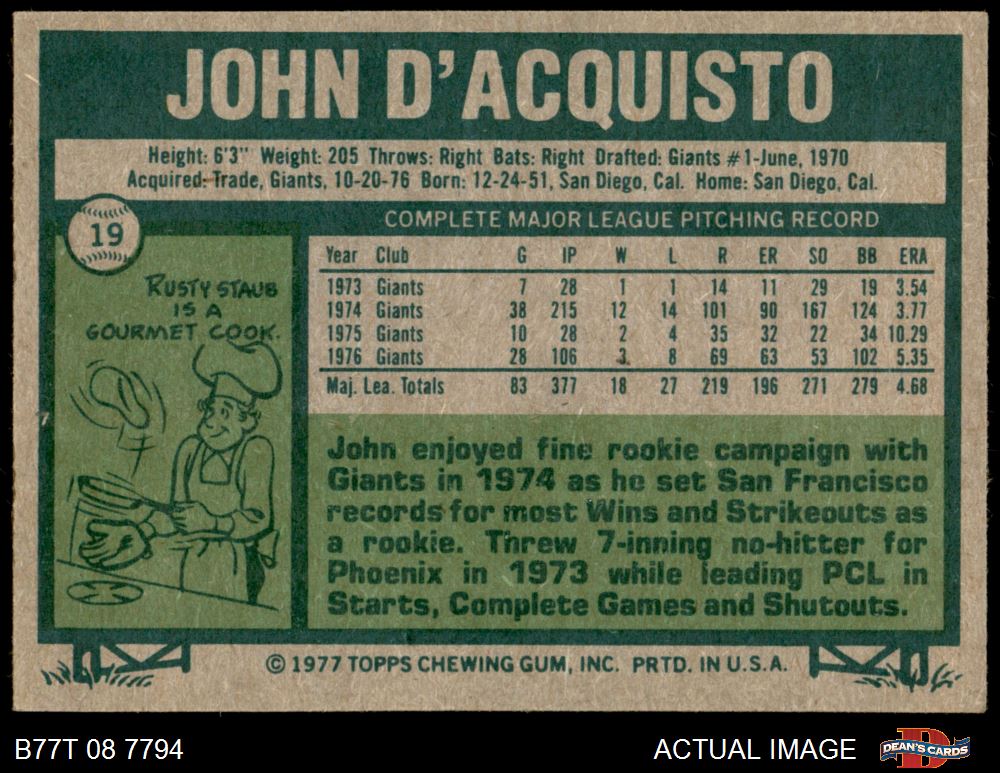 JOHN D'ACQUISTO
Height: 6'3" Weight: 205 Throws: Right Bats: Right Drafted: Giants #1-June, 1970
Acquired: Trade, Giants, 10-20-76 Born: 12-24-51, San Diego, Cal. Home: San Diego, Cal.
19
RUSTY STAUB
IS A
GOURMET COOK.
COMPLETE MAJOR LEAGUE PITCHING RECORD
Year Club G IP W L R ER SO BB ERA
1973 Giants 7 28 1 1 14 11 29 19 3.54
1974 Giants 38 215 12 14 101 90 167 124 3.77
1975 Giants 10 28 2 4 35 32 22 34 10.29
1976 Giants 28 106 3 8 69 63 53 102 5.35
Maj. Lea. Totals 83 377 18 27 219 196 271 279 4.68
John enjoyed fine rookie campaign with
Giants in 1974 as he set San Francisco
records for most Wins and Strikeouts as
a rookie. Threw 7-inning no-hitter for
Phoenix in 1973 while leading PCL in
Starts, Complete Games and Shutouts.
© 1977 TOPPS CHEWING GUM, INC. PRTD. IN U.S.A.
B77T 08 7794
ACTUAL IMAGE
DEAN'S CARDS